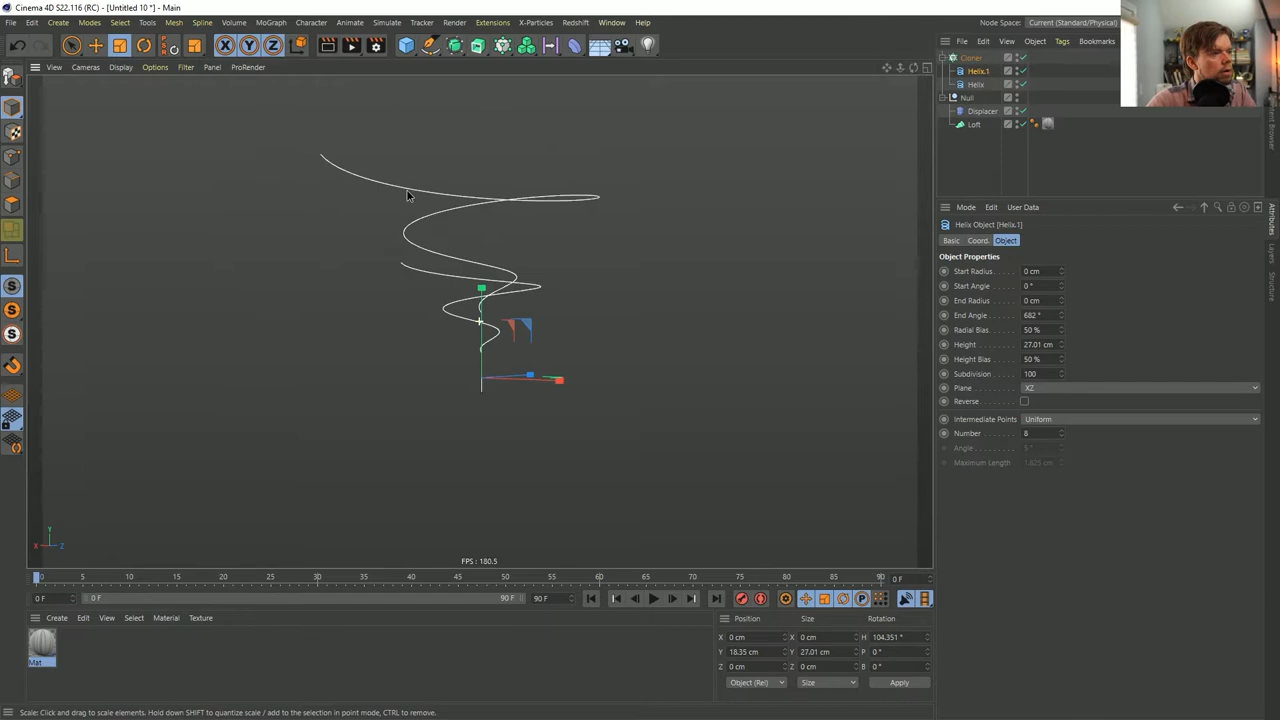 Cinema 4D S22.116 (RC) - [Untitled 10 *] - Main
File Edit Create Modes Select Tools Mesh Spline Volume MoGraph Character Animate Simulate Tracker Render Extensions X-Particles Redshift Window Help
Node Space: Current (Standard/Physical)
View Cameras Display Options Filter Panel ProRender
File Edit View Object Tags Bookmarks
Cloner
Helix.1
Helix
Null
Displacer
Loft
Mode Edit User Data
Helix Object [Helix.1]
Basic Coord. Object
Object Properties
Start Radius 0 cm
Start Angle 0 °
End Radius 0 cm
End Angle 682 °
Radial Bias 50 %
Height 27.01 cm
Height Bias 50 %
Subdivision 100
Plane XZ
Reverse
Intermediate Points Uniform
Number 8
Angle 5 °
Maximum Length 1.825 cm
Attributes
Layers
Structure
Y
X Z
FPS : 180.5
0 5 10 15 20 25 30 35 40 45 50 55 60 65 70 75 80 85 90 0 F
0 F 0 F 90 F 90 F
Create Edit View Select Material Texture
Mat
Position Size Rotation
X 0 cm X 0 cm H 104.351 °
Y 18.35 cm Y 27.01 cm P 0 °
Z 0 cm Z 0 cm B 0 °
Object (Rel) Size Apply
Scale: Click and drag to scale elements. Hold down SHIFT to quantize scale / add to the selection in point mode, CTRL to remove.